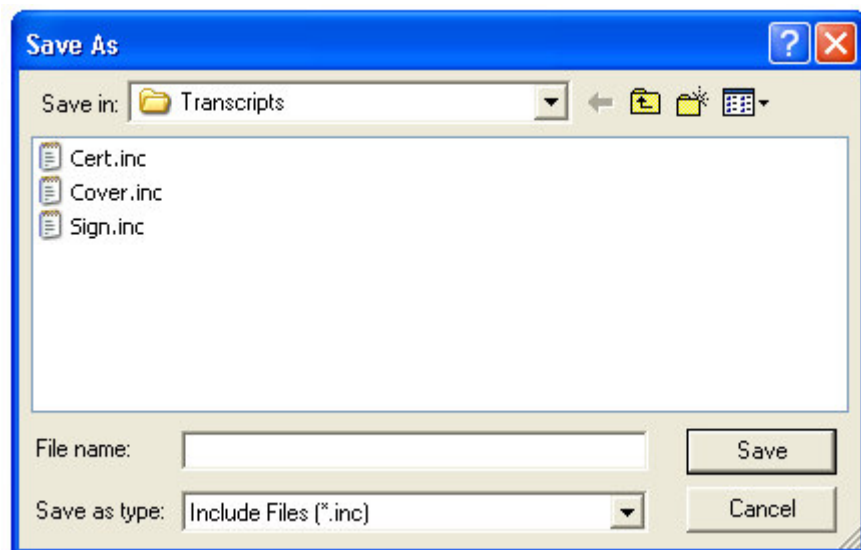 Save As
Save in: Transcripts
Cert.inc
Cover.inc
Sign.inc
File name: Save
Save as type: Include Files (*.inc) Cancel